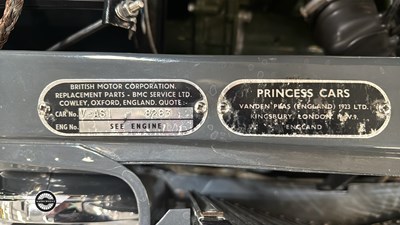 BRITISH MOTOR CORPORATION.
REPLACEMENT PARTS - BMC SERVICE LTD.
COWLEY, OXFORD, ENGLAND. QUOTE:-
CAR No.
ENG No. SEE ENGINE
PRINCESS CARS
VANDEN PLAS (ENGLAND) 1923 LTD.
KINGSBURY, LONDON, N.W.9.
ENGLAND